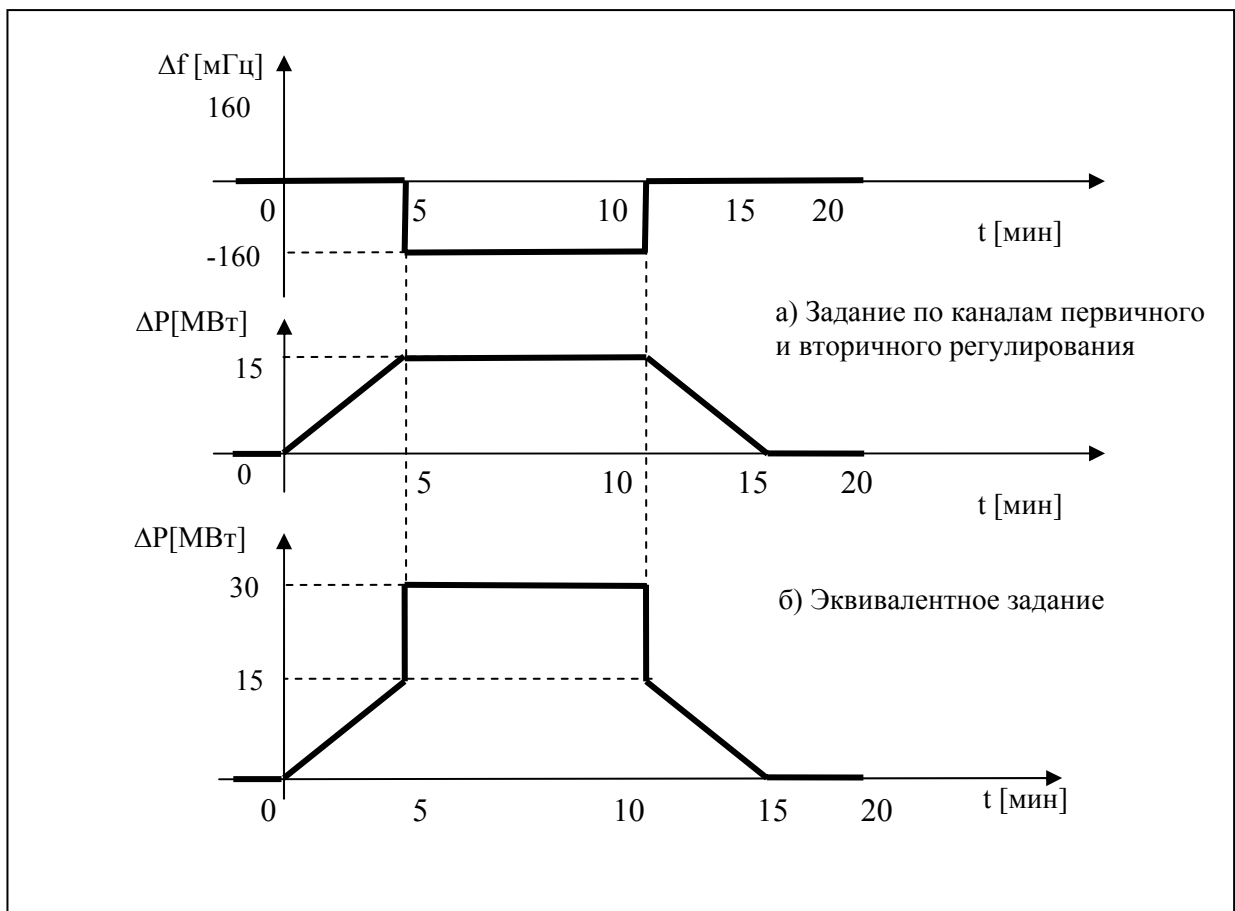 Δf [мГц]
160
0 5 10 15 20
t [мин]
-160
а) Задание по каналам первичного
и вторичного регулирования
ΔP[МВт]
15
0 5 10 15 20
t [мин]
ΔP[МВт]
30
б) Эквивалентное задание
15
0 5 10 15 20
t [мин]